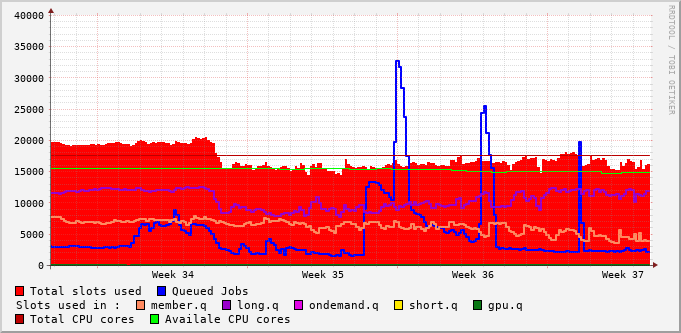 40000
35000
30000
25000
20000
15000
10000
5000
0
Week 34 Week 35 Week 36 Week 37
RRDTOOL / TOBI OETIKER
Total slots used Queued Jobs
Slots used in : member.q long.q ondemand.q short.q gpu.q
Total CPU cores Availale CPU cores